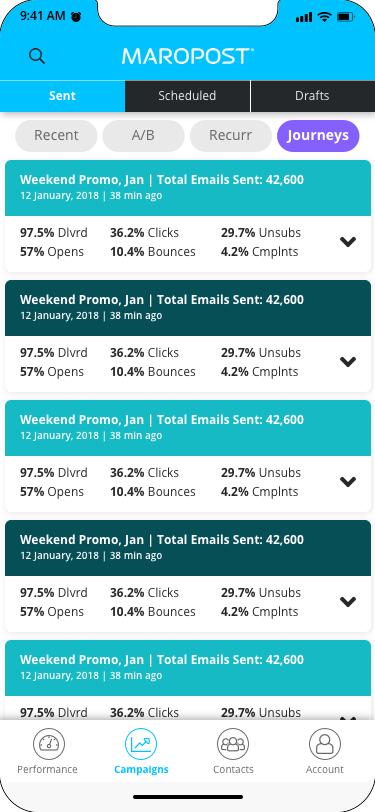 9:41 AM
MAROPOST
Sent Scheduled Drafts
Recent A/B Recurr Journeys
Weekend Promo, Jan | Total Emails Sent: 42,600
12 January, 2018 | 38 min ago
97.5% Dlvrd 36.2% Clicks 29.7% Unsubs
57% Opens 10.4% Bounces 4.2% Cmplnts
Weekend Promo, Jan | Total Emails Sent: 42,600
12 January, 2018 | 38 min ago
97.5% Dlvrd 36.2% Clicks 29.7% Unsubs
57% Opens 10.4% Bounces 4.2% Cmplnts
Weekend Promo, Jan | Total Emails Sent: 42,600
12 January, 2018 | 38 min ago
97.5% Dlvrd 36.2% Clicks 29.7% Unsubs
57% Opens 10.4% Bounces 4.2% Cmplnts
Weekend Promo, Jan | Total Emails Sent: 42,600
12 January, 2018 | 38 min ago
97.5% Dlvrd 36.2% Clicks 29.7% Unsubs
57% Opens 10.4% Bounces 4.2% Cmplnts
Weekend Promo, Jan | Total Emails Sent: 42,600
12 January, 2018 | 38 min ago
97.5% Dlvrd 36.2% Clicks 29.7% Unsubs
Performance Campaigns Contacts Account